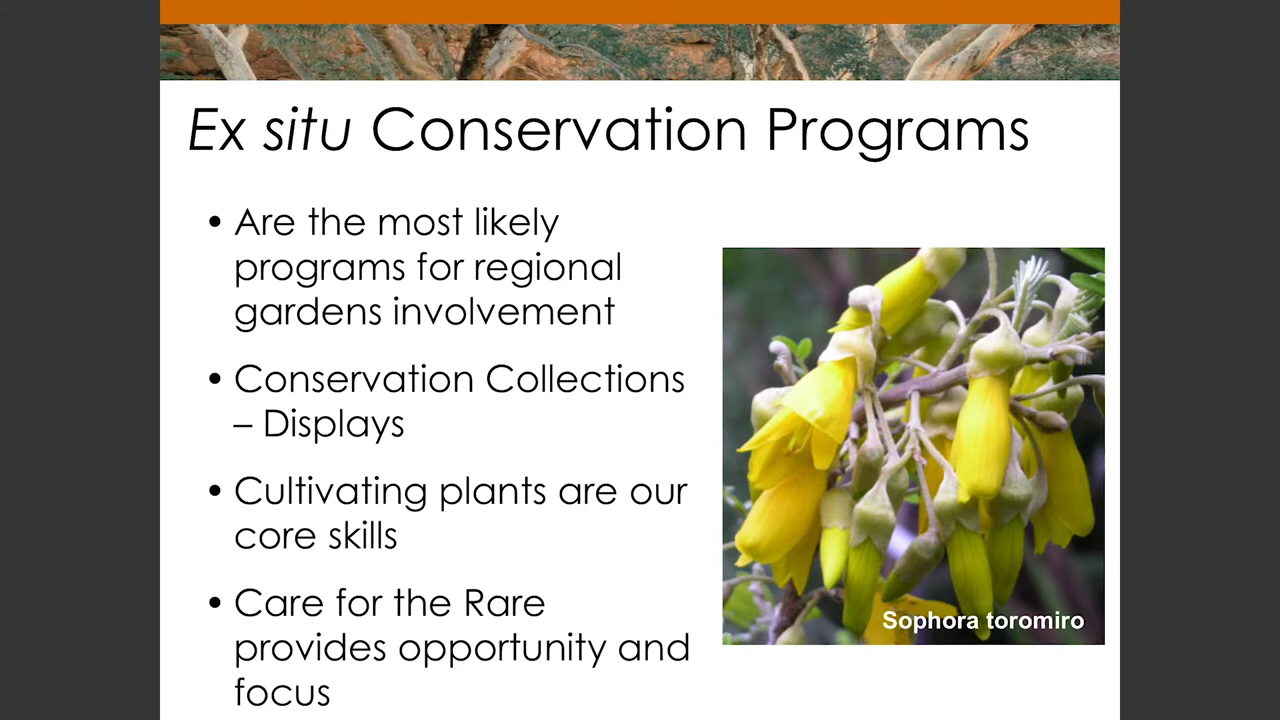 Ex situ Conservation Programs
• Are the most likely
programs for regional
gardens involvement
• Conservation Collections
– Displays
• Cultivating plants are our
core skills
• Care for the Rare
provides opportunity and
focus
Sophora toromiro